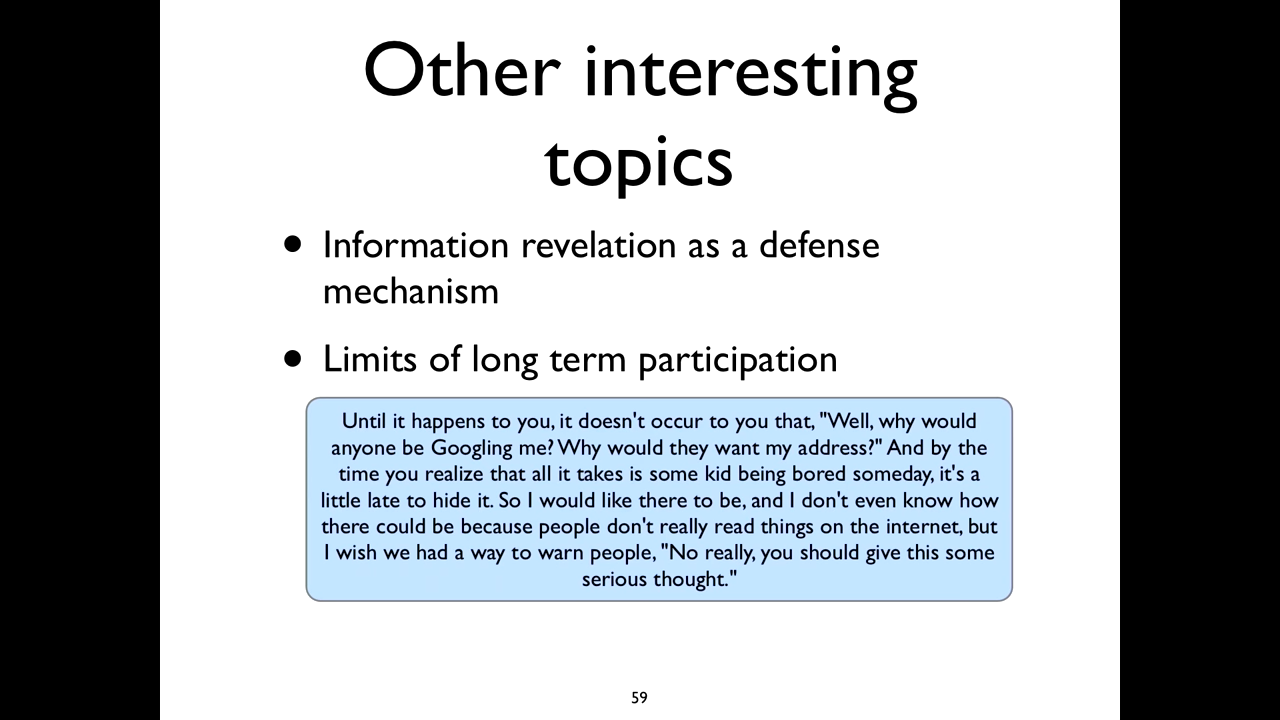 Other interesting
topics
• Information revelation as a defense
mechanism
• Limits of long term participation
Until it happens to you, it doesn't occur to you that, "Well, why would
anyone be Googling me? Why would they want my address?" And by the
time you realize that all it takes is some kid being bored someday, it's a
little late to hide it. So I would like there to be, and I don't even know how
there could be because people don't really read things on the internet, but
I wish we had a way to warn people, "No really, you should give this some
serious thought."
59